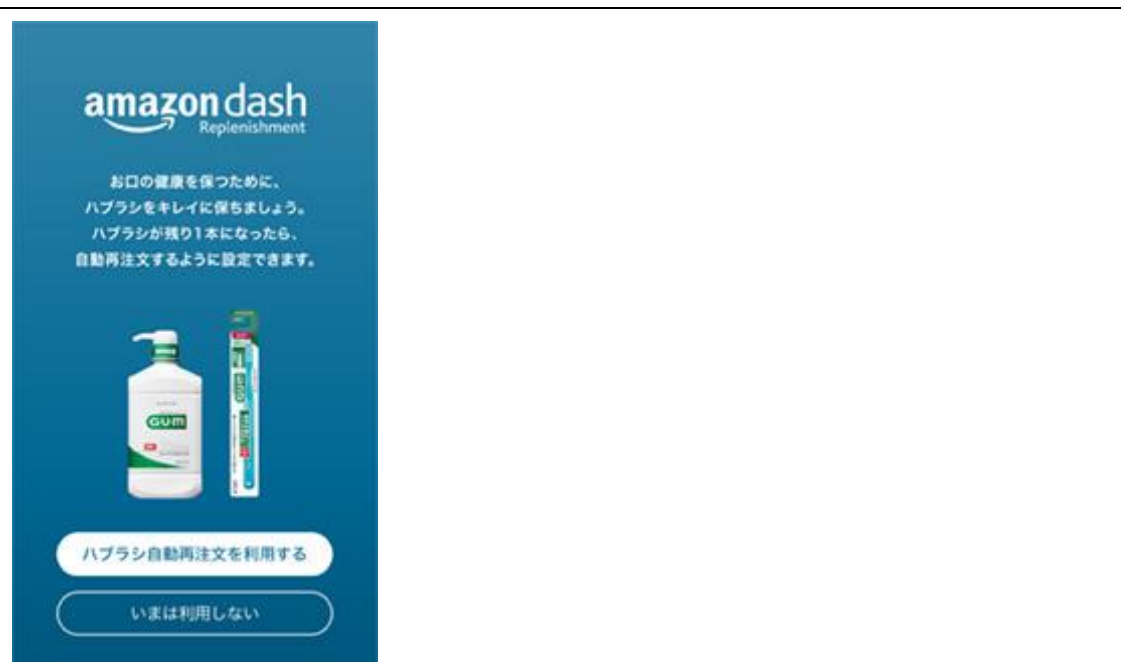 amazon dash
Replenishment
お口の健康を保つために、
ハブラシをキレイに保ちましょう。
ハブラシが残り1本になったら、
自動再注文するように設定できます。
GUM
GUM
ハブラシ自動再注文を利用する
いまは利用しない